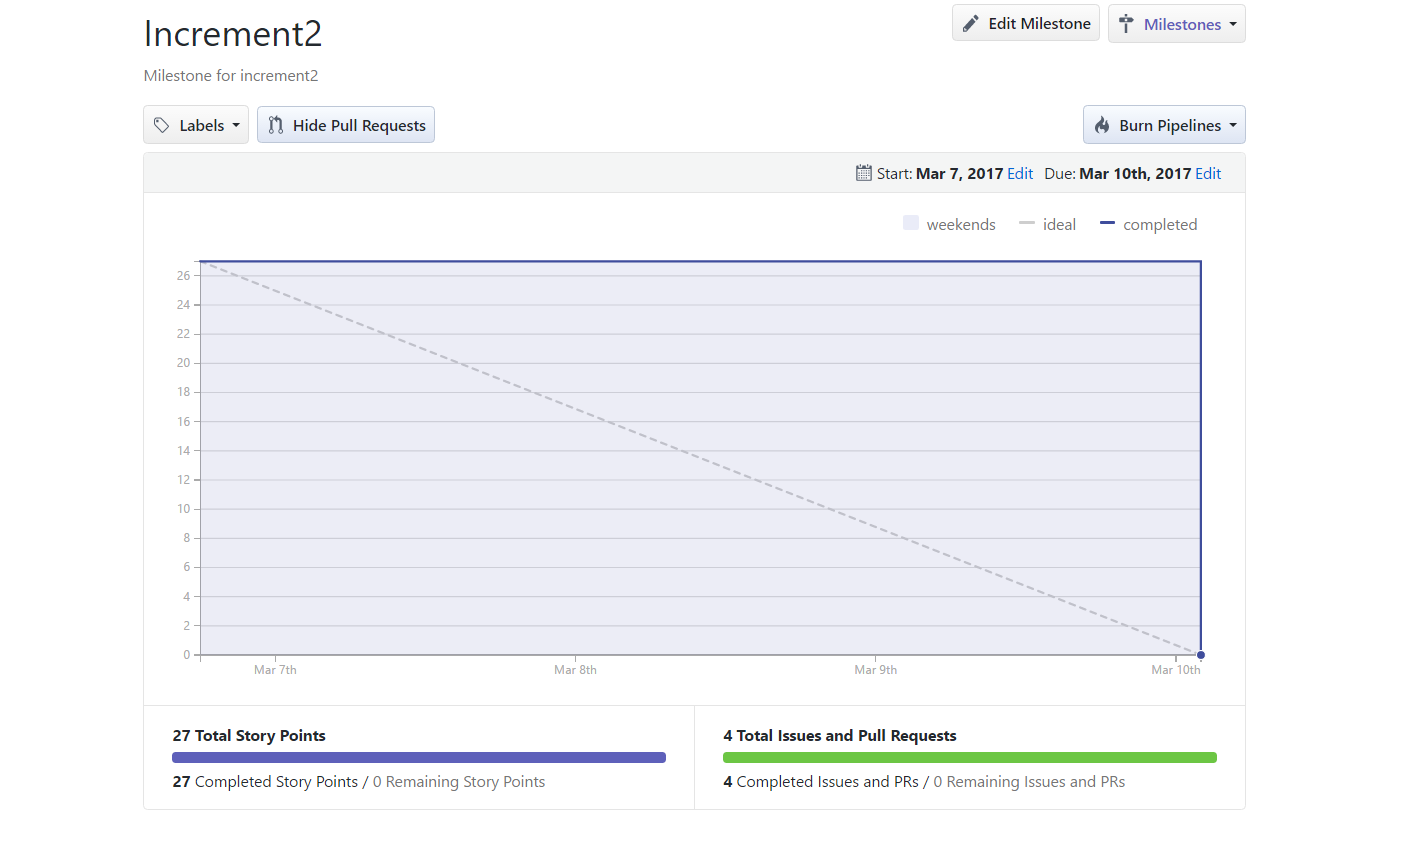 Increment2
Edit Milestone
Milestones
Milestone for increment2
Labels
Hide Pull Requests
Burn Pipelines
Start: Mar 7, 2017 Edit Due: Mar 10th, 2017 Edit
weekends ideal completed
26
24
22
20
18
16
14
12
10
8
6
4
2
0
Mar 7th Mar 8th Mar 9th Mar 10th
27 Total Story Points
27 Completed Story Points / 0 Remaining Story Points
4 Total Issues and Pull Requests
4 Completed Issues and PRs / 0 Remaining Issues and PRs